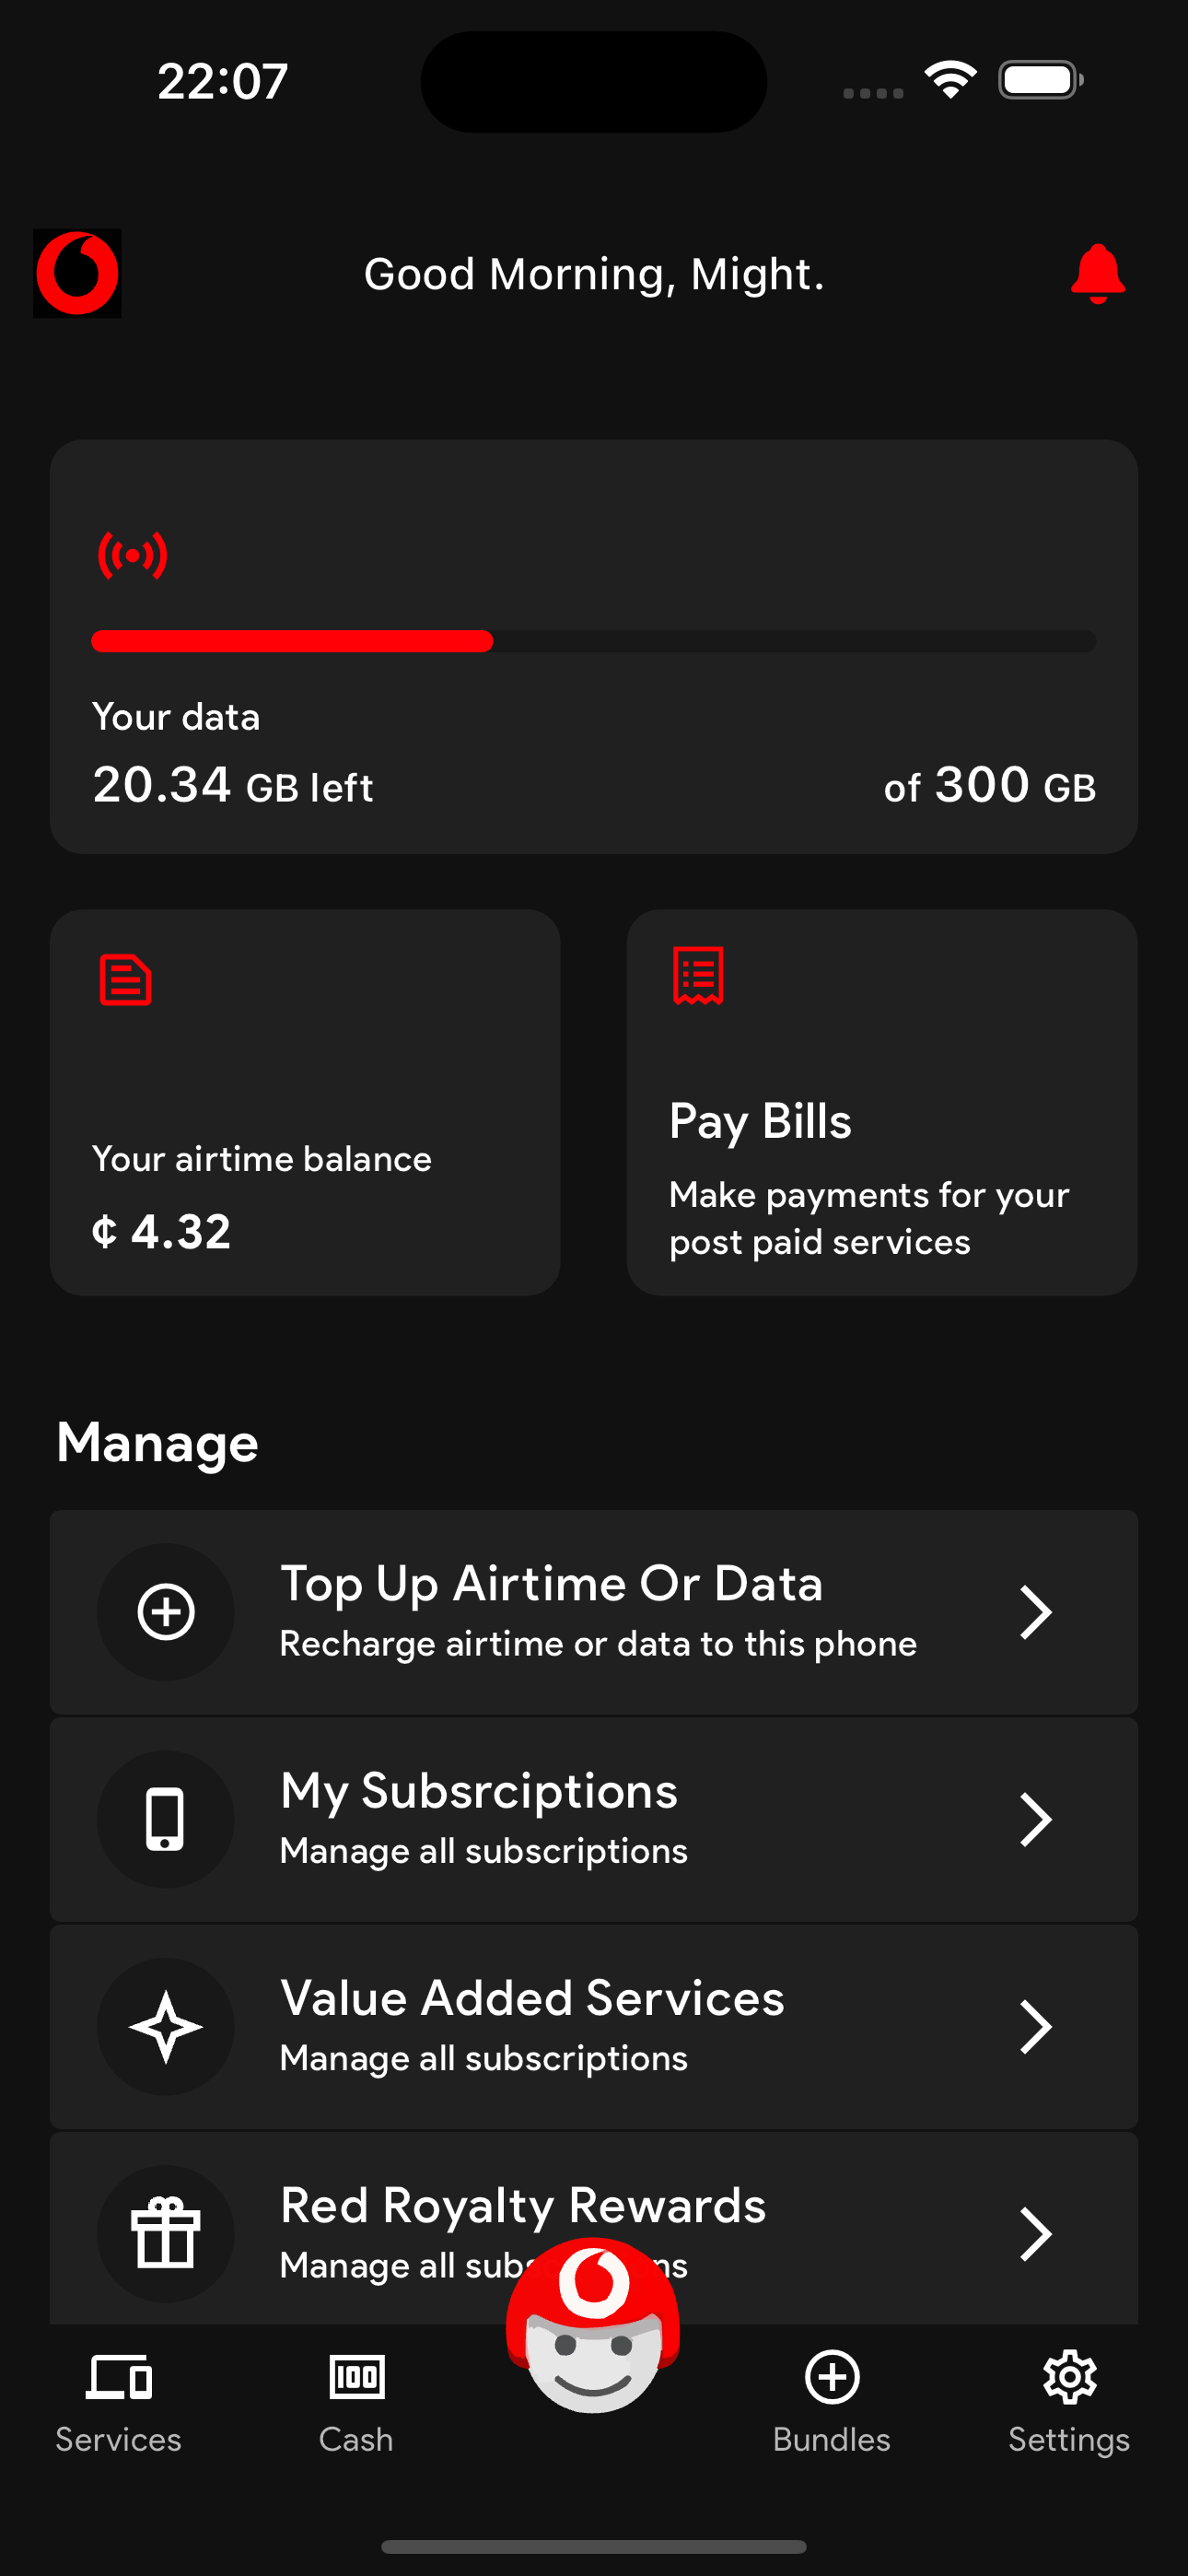 22:07
Good Morning, Might.
Your data
20.34 GB left
of 300 GB
Your airtime balance
₵ 4.32
Pay Bills
Make payments for your
post paid services
Manage
Top Up Airtime Or Data
Recharge airtime or data to this phone
My Subsrciptions
Manage all subscriptions
Value Added Services
Manage all subscriptions
Red Royalty Rewards
Manage all
100
Services
Cash
Bundles
Settings